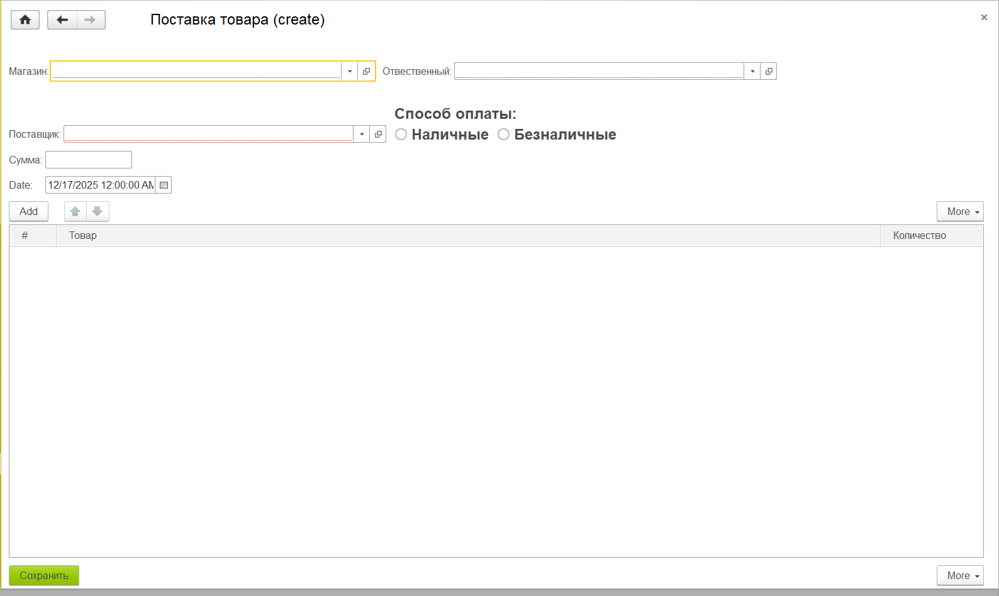 Поставка товара (create)
Магазин: Отвественный:
Способ оплаты:
Поставщик: Наличные Безналичные
Сумма:
Date: 12/17/2025 12:00:00 AM
Add More
# Товар Количество
Сохранить More